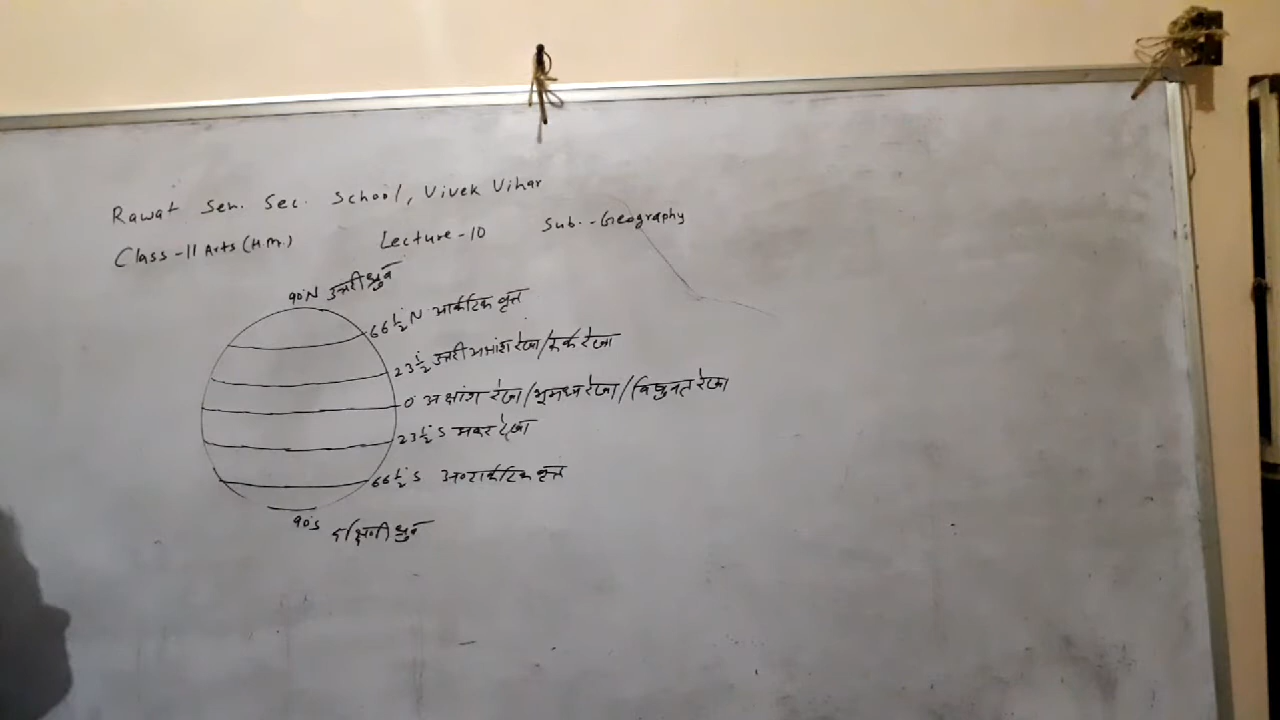 Rawat Sen. Sec. School, Vivek Vihar
Class-11 Arts (H.M.) Lecture-10 Sub.-Geography
90°N उत्तरी ध्रुव
66½°N आर्कटिक वृत्त
23½° उत्तरी अक्षांश रेखा/कर्क रेखा
0° अक्षांश रेखा/भूमध्य रेखा/विषुवत रेखा
23½°S मकर रेखा
66½°S अण्टार्कटिक वृत्त
90°S दक्षिणी ध्रुव